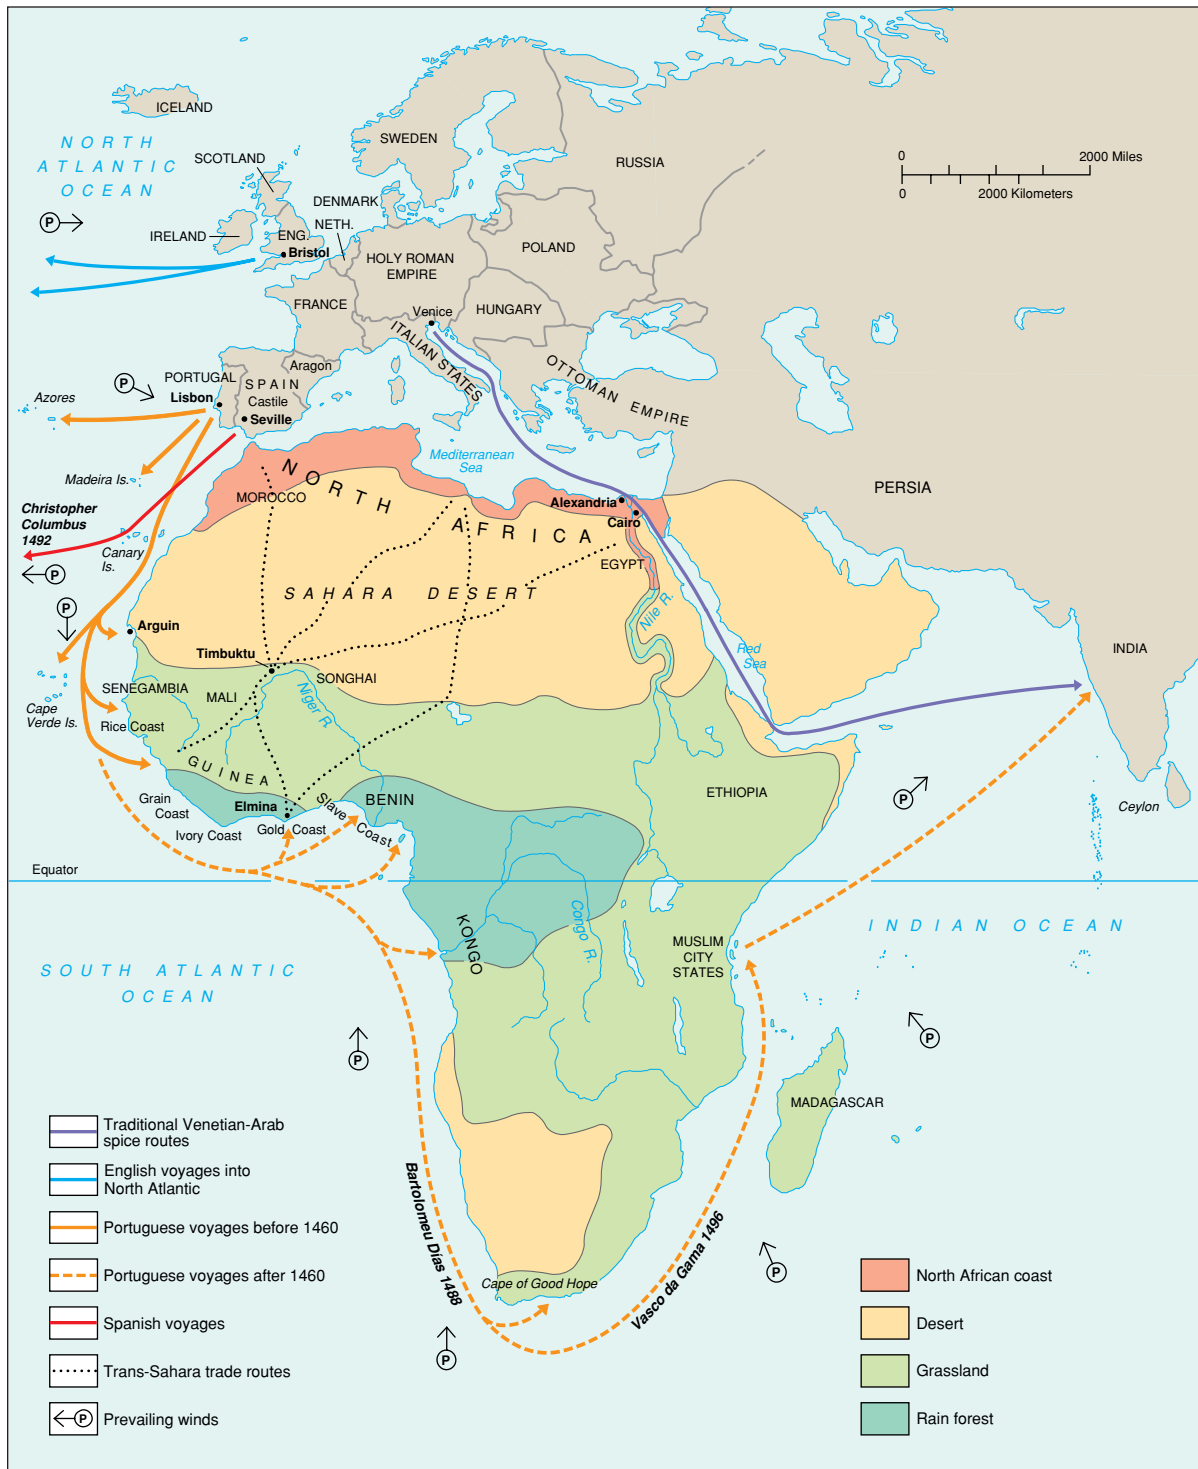 ICELAND
NORTH
ATLANTIC
OCEAN
SCOTLAND
SWEDEN
RUSSIA
0
2000 Miles
0
2000 Kilometers
P
DENMARK
NETH.
IRELAND
ENG.
Bristol
POLAND
HOLY ROMAN
EMPIRE
FRANCE
Venice
HUNGARY
ITALIAN STATES
OTTOMAN EMPIRE
Aragon
PORTUGAL
SPAIN
Castile
Lisbon
Seville
P
Azores
Mediterranean
Sea
Madeira Is.
MOROCCO
NORTH AFRICA
Alexandria
Cairo
PERSIA
Christopher
Columbus
1492
Canary
Is.
P
EGYPT
SAHARA DESERT
P
Nile R.
Arguin
Timbuktu
Red
Sea
INDIA
SENEGAMBIA
MALI
SONGHAI
Niger R.
Cape
Verde Is.
Rice Coast
GUINEA
Grain
Coast
Elmina
Slave Coast
BENIN
ETHIOPIA
P
Ceylon
Ivory Coast
Gold Coast
Equator
KONGO
Congo R.
MUSLIM
CITY
STATES
INDIAN OCEAN
SOUTH ATLANTIC
OCEAN
P
P
MADAGASCAR
Bartolomeu Dias 1488
Vasco da Gama 1496
Cape of Good Hope
P
P
Traditional Venetian-Arab
spice routes
English voyages into
North Atlantic
Portuguese voyages before 1460
Portuguese voyages after 1460
Spanish voyages
Trans-Sahara trade routes
P
Prevailing winds
North African coast
Desert
Grassland
Rain forest